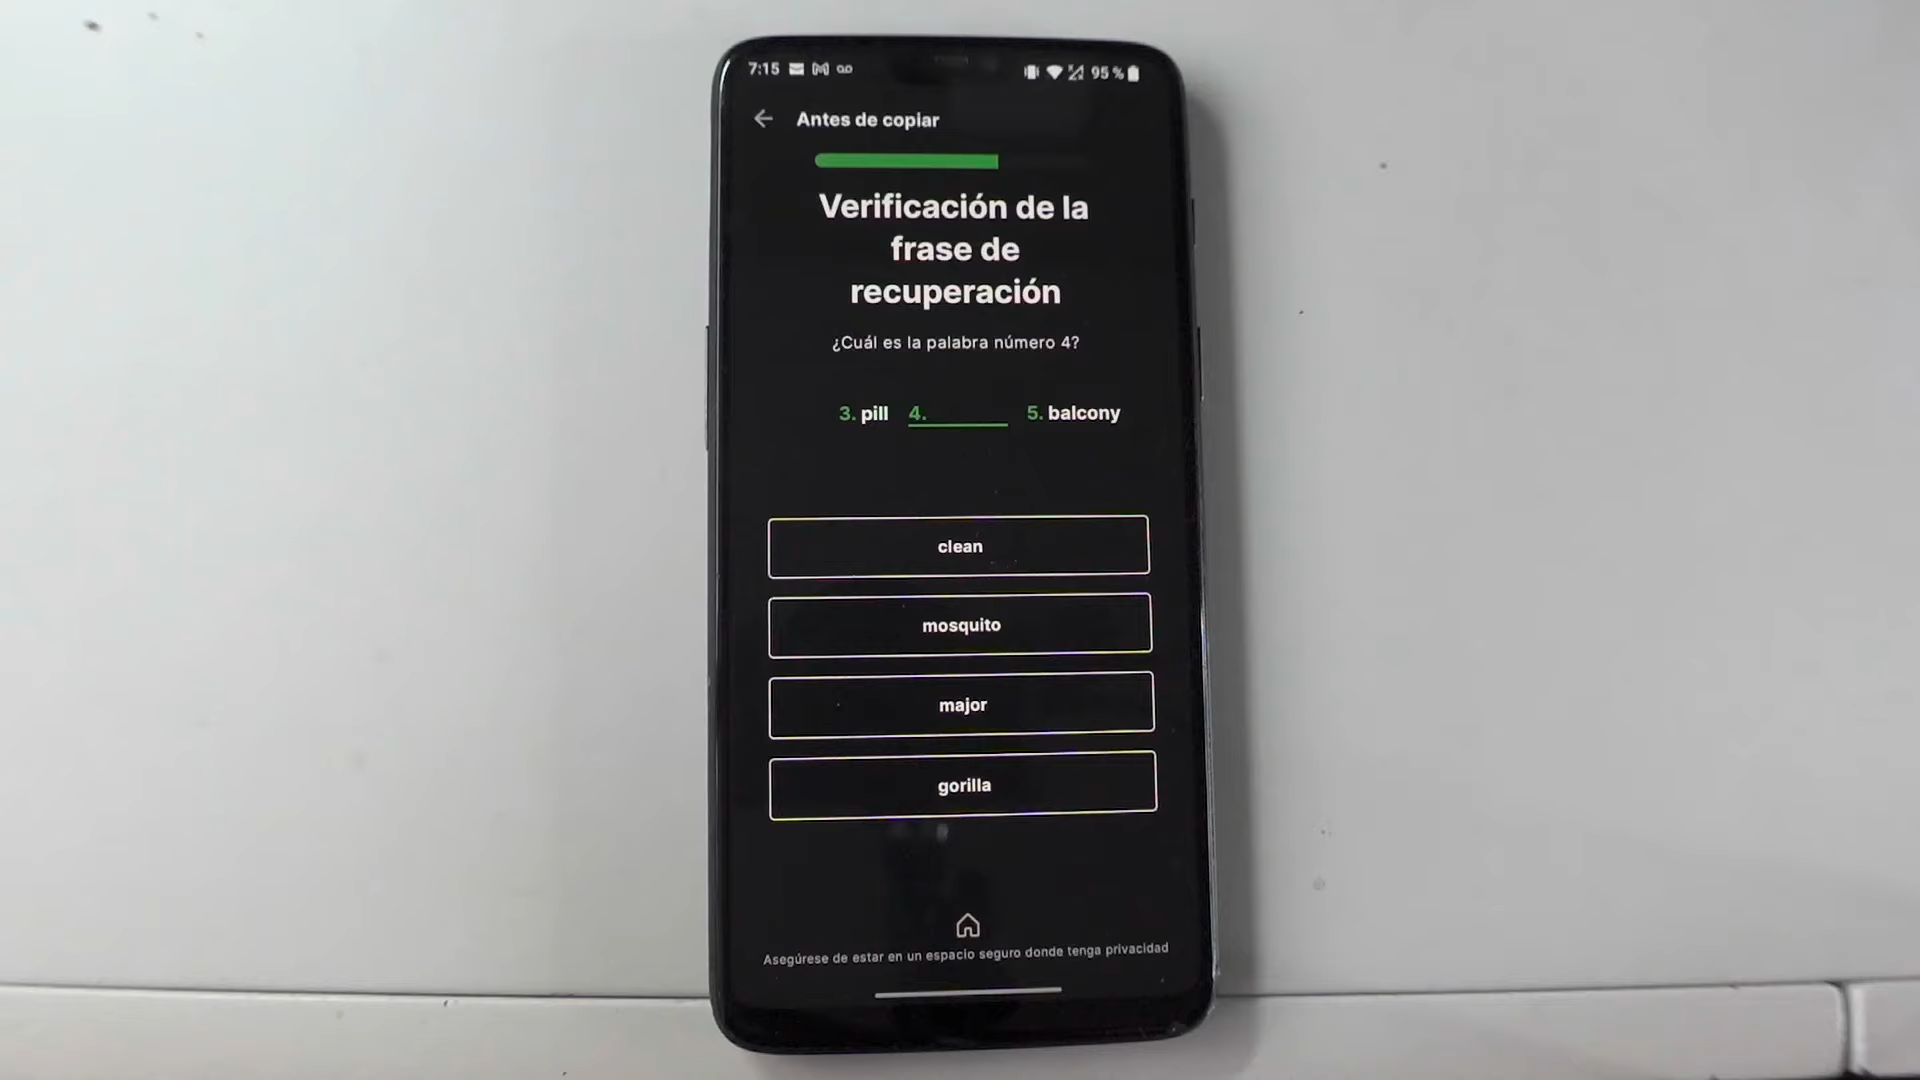 7:15 95 %
Antes de copiar
Verificación de la
frase de
recuperación
¿Cuál es la palabra número 4?
3. pill 4. 5. balcony
clean
mosquito
major
gorilla
Asegúrese de estar en un espacio seguro donde tenga privacidad